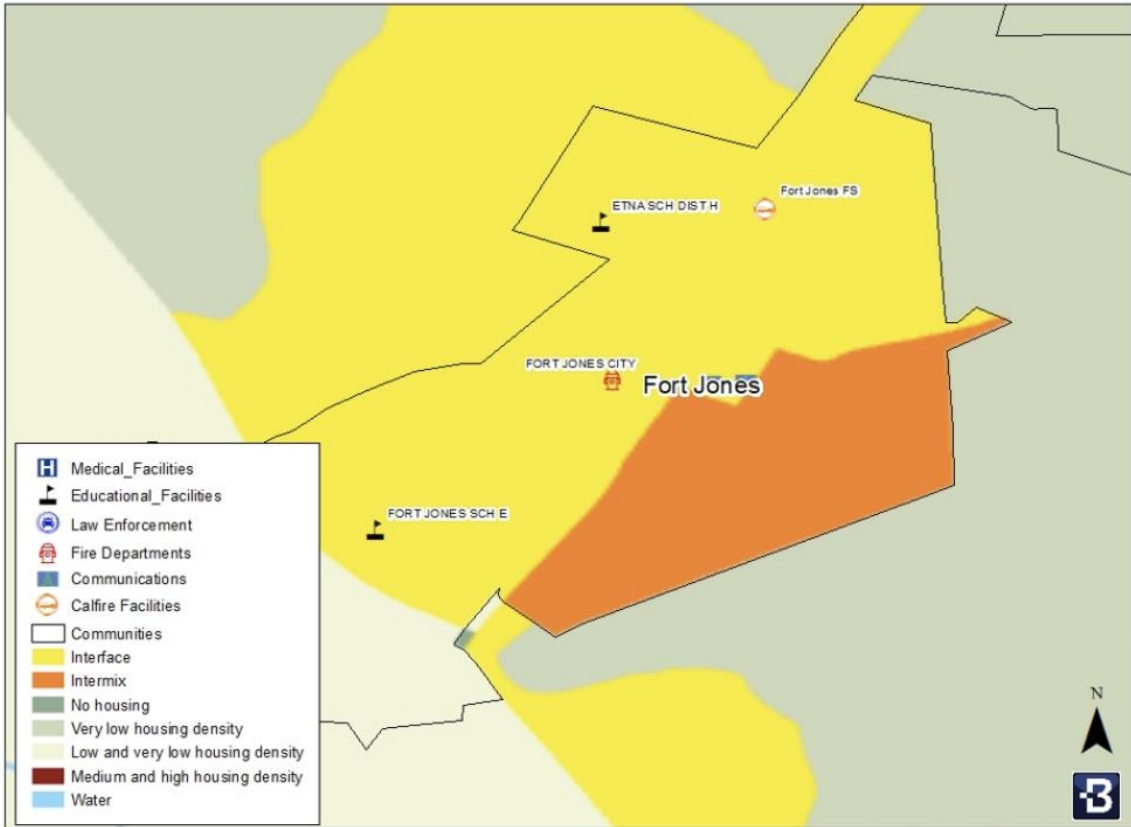 ETNA SCH DIST H
Fort Jones FS
FORT JONES CITY
Fort Jones
FORT JONES SCH E
H Medical_Facilities
Educational_Facilities
Law Enforcement
Fire Departments
Communications
Calfire Facilities
Communities
Interface
Intermix
No housing
Very low housing density
Low and very low housing density
Medium and high housing density
Water
N
B